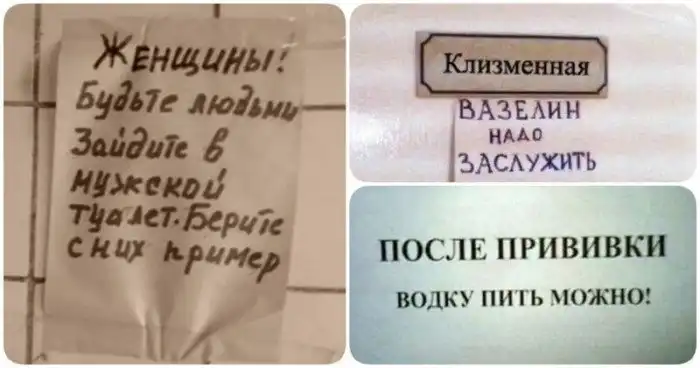 Женщины!
Будьте людьми
Зайдите в
мужской
туалет. Берите
с них пример
Клизменная
ВАЗЕЛИН
НАДО
ЗАСЛУЖИТЬ
ПОСЛЕ ПРИВИВКИ
ВОДКУ ПИТЬ МОЖНО!